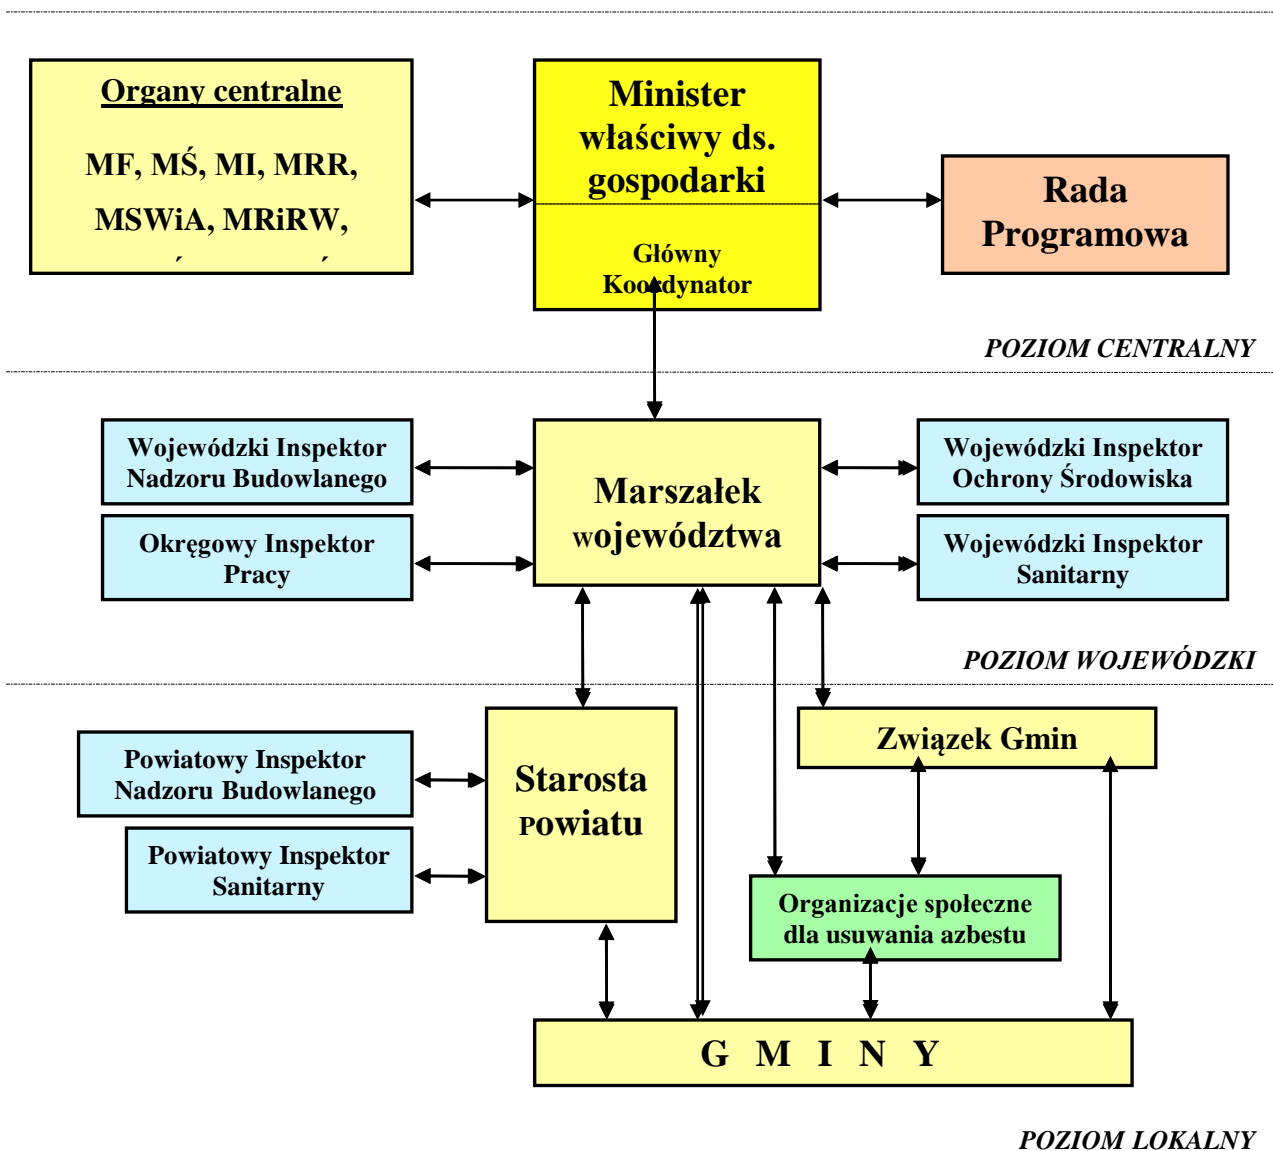 Organy centralne
MF, MŚ, MI, MRR,
MSWiA, MRiRW,
Minister
właściwy ds.
gospodarki
Główny
Koordynator
Rada
Programowa
POZIOM CENTRALNY
Wojewódzki Inspektor
Nadzoru Budowlanego
Okręgowy Inspektor
Pracy
Marszałek
województwa
Wojewódzki Inspektor
Ochrony Środowiska
Wojewódzki Inspektor
Sanitarny
POZIOM WOJEWÓDZKI
Powiatowy Inspektor
Nadzoru Budowlanego
Powiatowy Inspektor
Sanitarny
Starosta
Powiatu
Związek Gmin
Organizacje społeczne
dla usuwania azbestu
G M I N Y
POZIOM LOKALNY